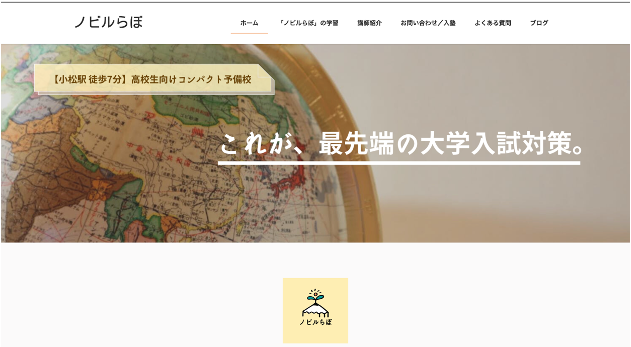 ノビルらぼ
ホーム 「ノビルらぼ」の学習 講師紹介 お問い合わせ／入塾 よくある質問 ブログ
【小松駅 徒歩7分】高校生向けコンパクト予備校
これが、最先端の大学入試対策。
ノビルらぼ